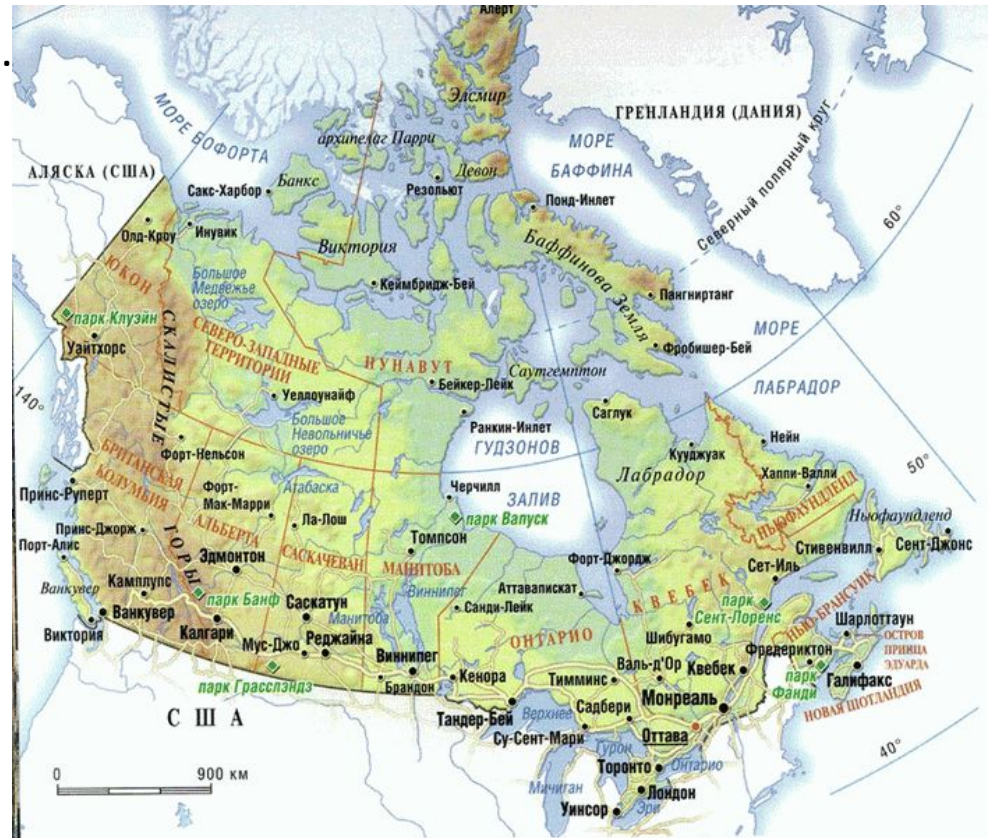 Алерт
Элсмир
ГРЕНЛАНДИЯ (ДАНИЯ)
МОРЕ БОФОРТА
архипелаг Парри
МОРЕ
БАФФИНА
Северный полярный круг
АЛЯСКА (США)
Сакс-Харбор
Банкс
Девон
Резольют
Понд-Инлет
60°
Олд-Кроу
Инувик
Виктория
Баффинова Земля
ЮКОН
Большое
Медвежье
озеро
Кеймбридж-Бей
Пангниртанг
парк Клуэйн
Уайтхорс
СКАЛИСТЫЕ
ГОРЫ
СЕВЕРО-ЗАПАДНЫЕ
ТЕРРИТОРИИ
НУНАВУТ
Саутгемптон
Фробишер-Бей
МОРЕ
ЛАБРАДОР
140°
Уеллоунайф
Бейкер-Лейк
Ранкин-Инлет
Саглук
Большое
Невольничье
озеро
ГУДЗОНОВ
ЗАЛИВ
Нейн
Кууджуак
50°
БРИТАНСКАЯ
КОЛУМБИЯ
Форт-Нельсон
Лабрадор
Хаппи-Валли
Принс-Руперт
Форт-
Мак-Марри
Атабаска
Черчилл
парк Вапуск
НЬЮФАУНДЛЕНД
Ньюфаундленд
Принс-Джорж
АЛЬБЕРТА
Ла-Лош
Томпсон
Сент-Джонс
Порт-Алис
Эдмонтон
САСКАЧЕВАН
МАНИТОБА
Форт-Джордж
Стивенвилл
Сет-Иль
Ванкувер
Камлупс
парк Банф
Виннипег
Аттавапискат
КВЕБЕК
парк
Сент-Лоренс
НЬЮ-БРАНСУИК
Ванкувер
Саскатун
Санди-Лейк
Шарлоттаун
Виктория
Калгари
Манитоба
Мус-Джо
Реджайна
ОНТАРИО
Шибугамо
Фредериктон
ОСТРОВ
ПРИНЦА
ЭДУАРДА
Виннипег
Валь-д'Ор
Квебек
парк
Фанди
Галифакс
парк Грасслэндз
Брандон
Кенора
Тимминс
Монреаль
НОВАЯ ШОТЛАНДИЯ
США
Тандер-Бей
Верхнее
Садбери
Су-Сент-Мари
Оттава
Гурон
40°
0
900 км
Торонто
Онтарио
Мичиган
Лондон
Уинсор
Эри